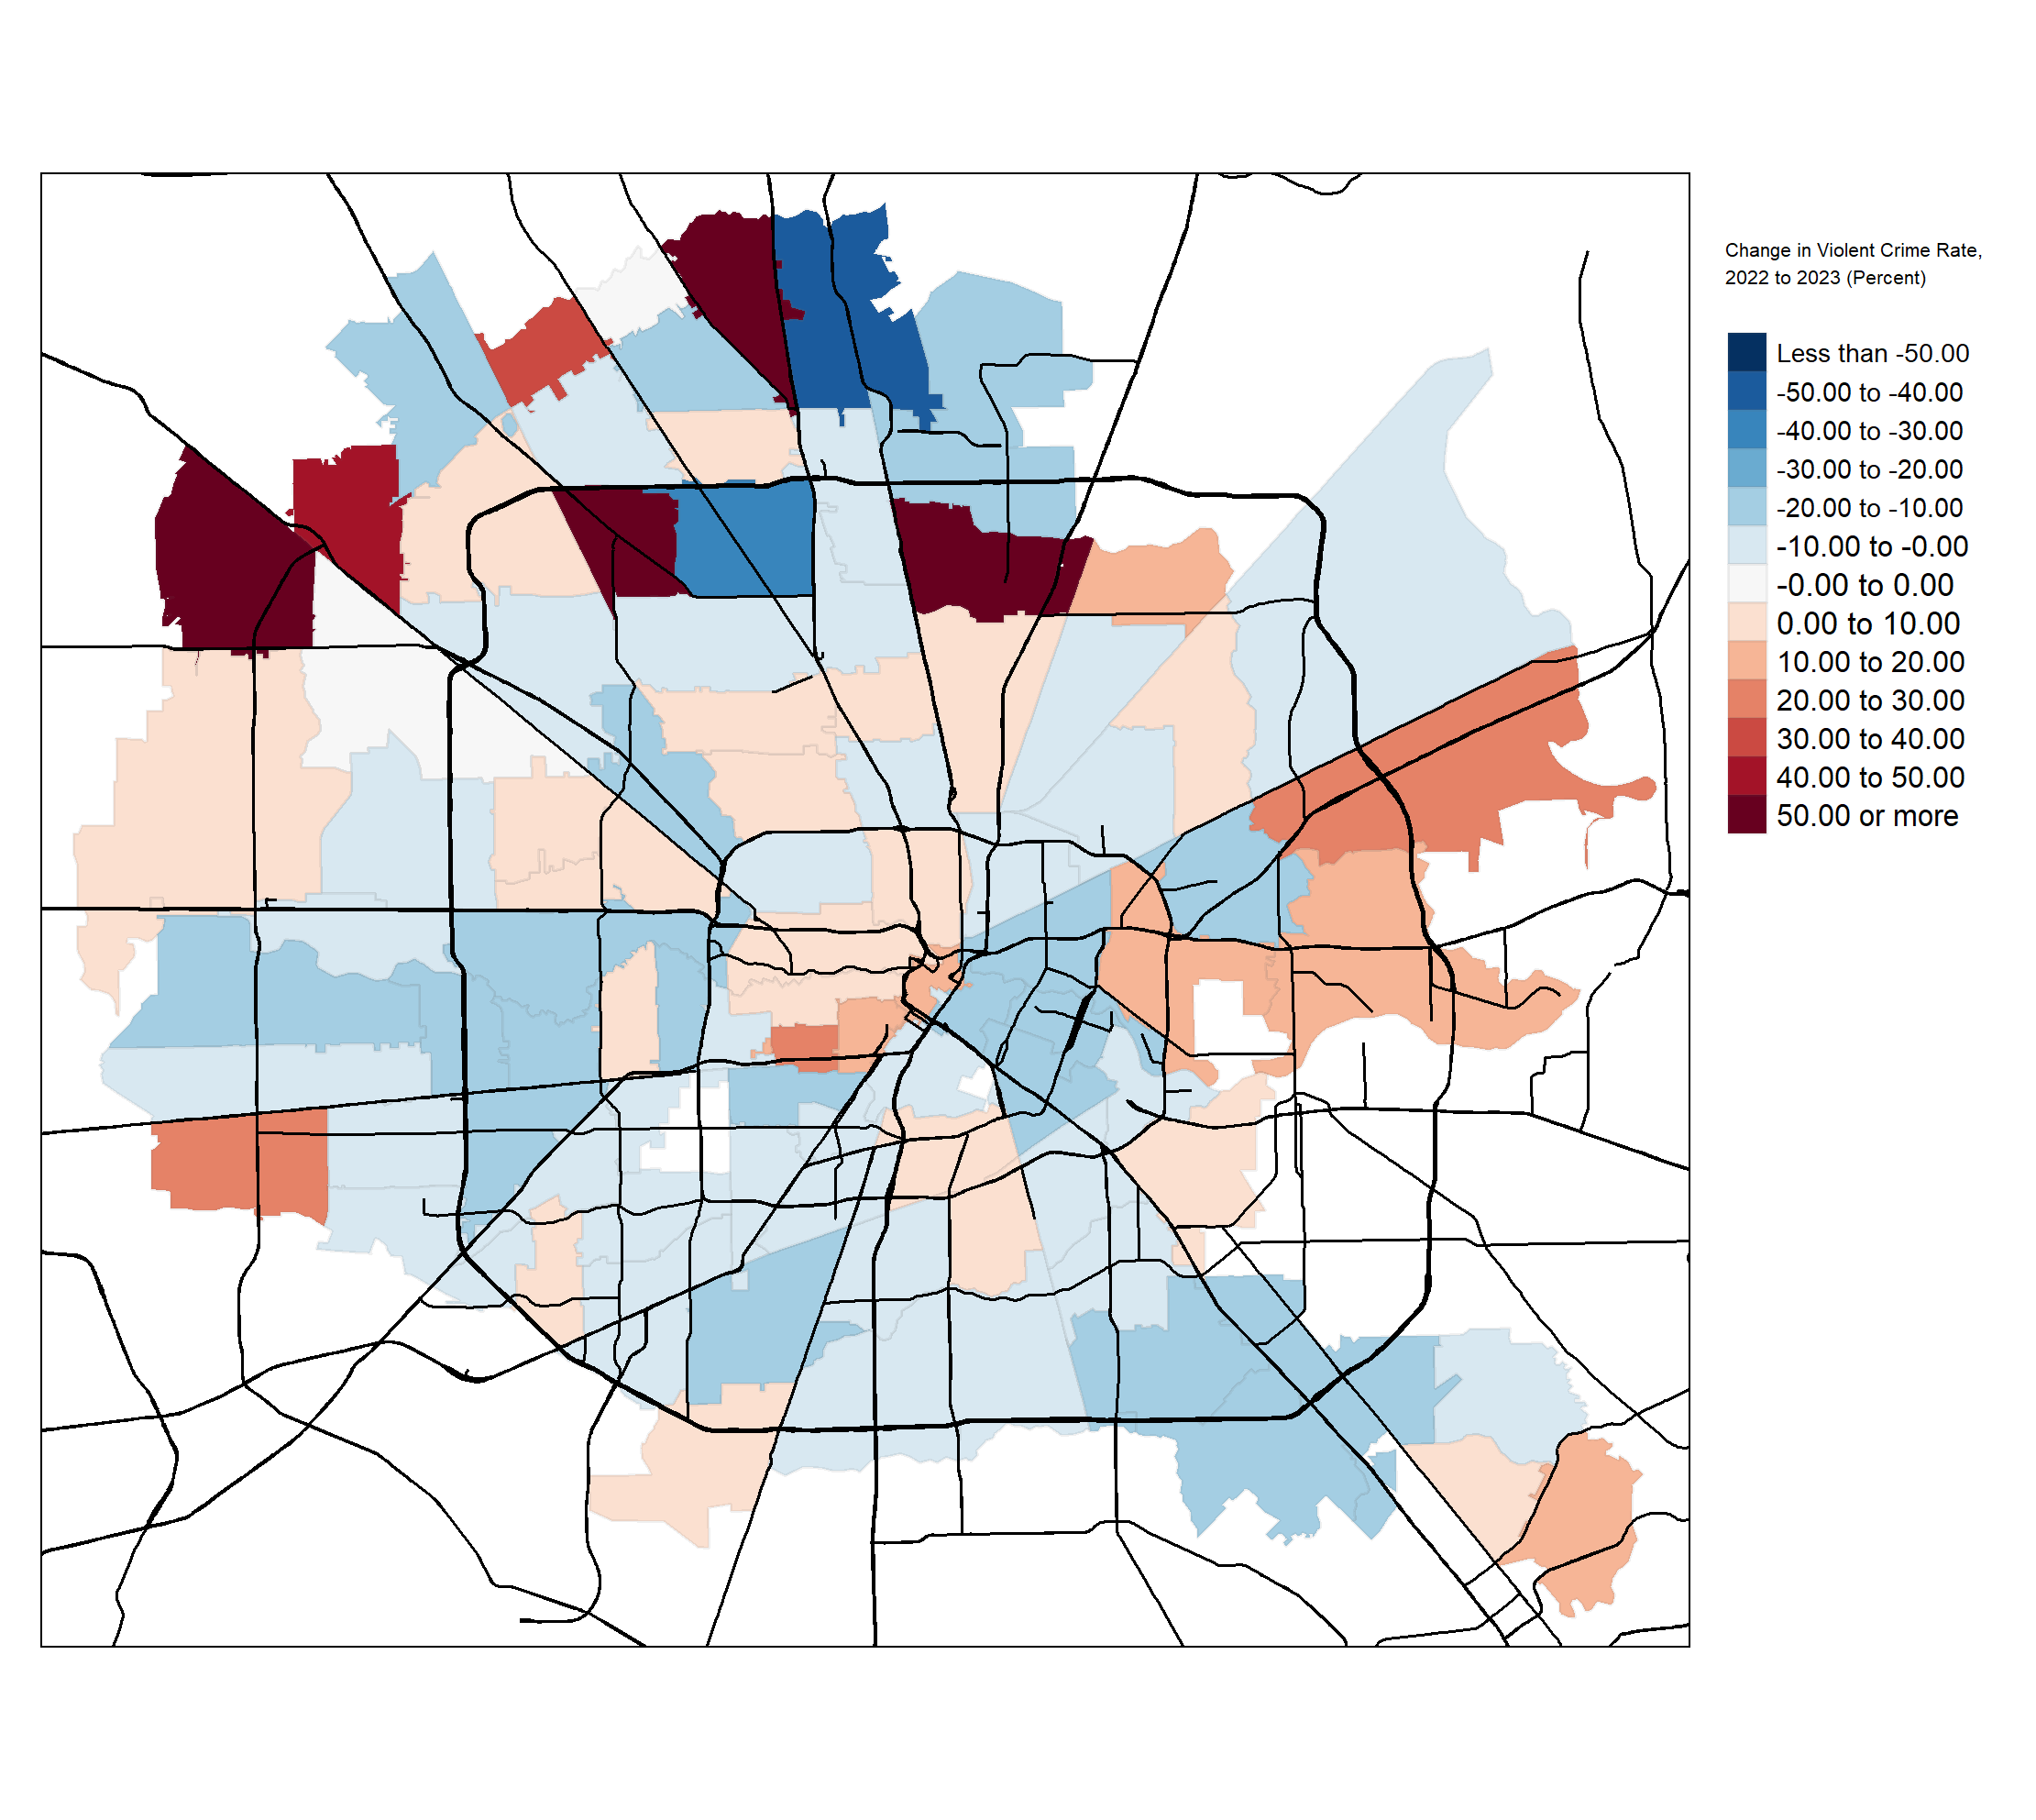 Change in Violent Crime Rate,
2022 to 2023 (Percent)
Less than -50.00
-50.00 to -40.00
-40.00 to -30.00
-30.00 to -20.00
-20.00 to -10.00
-10.00 to -0.00
-0.00 to 0.00
0.00 to 10.00
10.00 to 20.00
20.00 to 30.00
30.00 to 40.00
40.00 to 50.00
50.00 or more